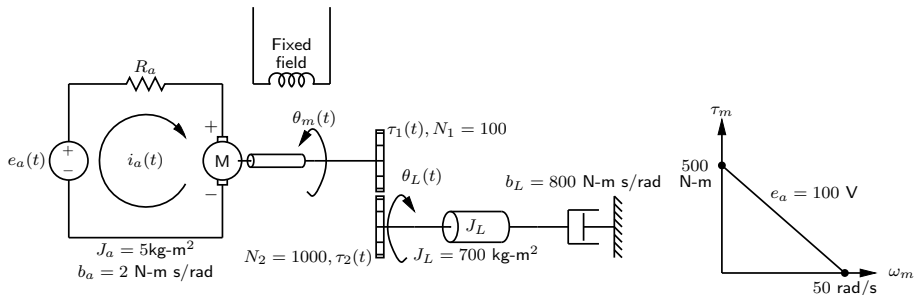 Fixed
field
R_a
e_a(t)
+
−
i_a(t)
+
M
−
θ_m(t)
τ_1(t), N_1 = 100
θ_L(t)
b_L = 800 N-m s/rad
J_L
J_a = 5kg-m²
b_a = 2 N-m s/rad
N_2 = 1000, τ_2(t)
J_L = 700 kg-m²
τ_m
500
N-m
e_a = 100 V
50 rad/s
ω_m